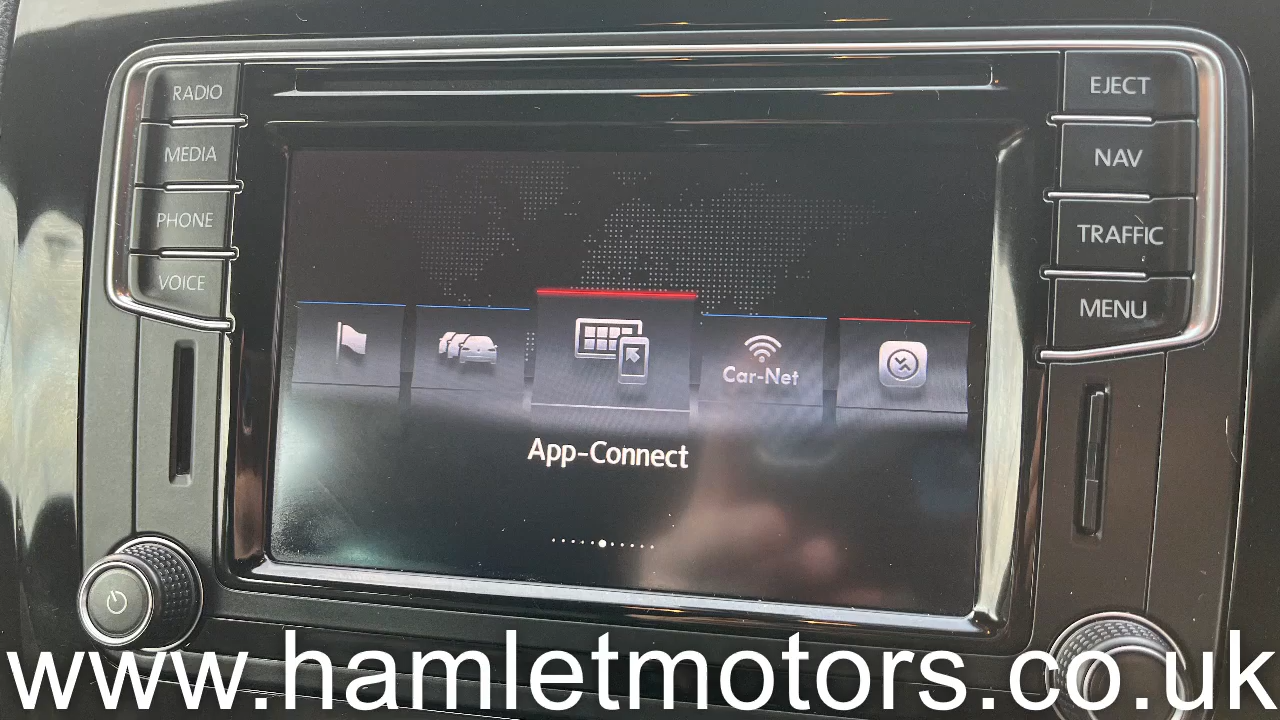 RADIO
MEDIA
PHONE
VOICE
EJECT
NAV
TRAFFIC
MENU
Car-Net
App-Connect
www.hamletmotors.co.uk